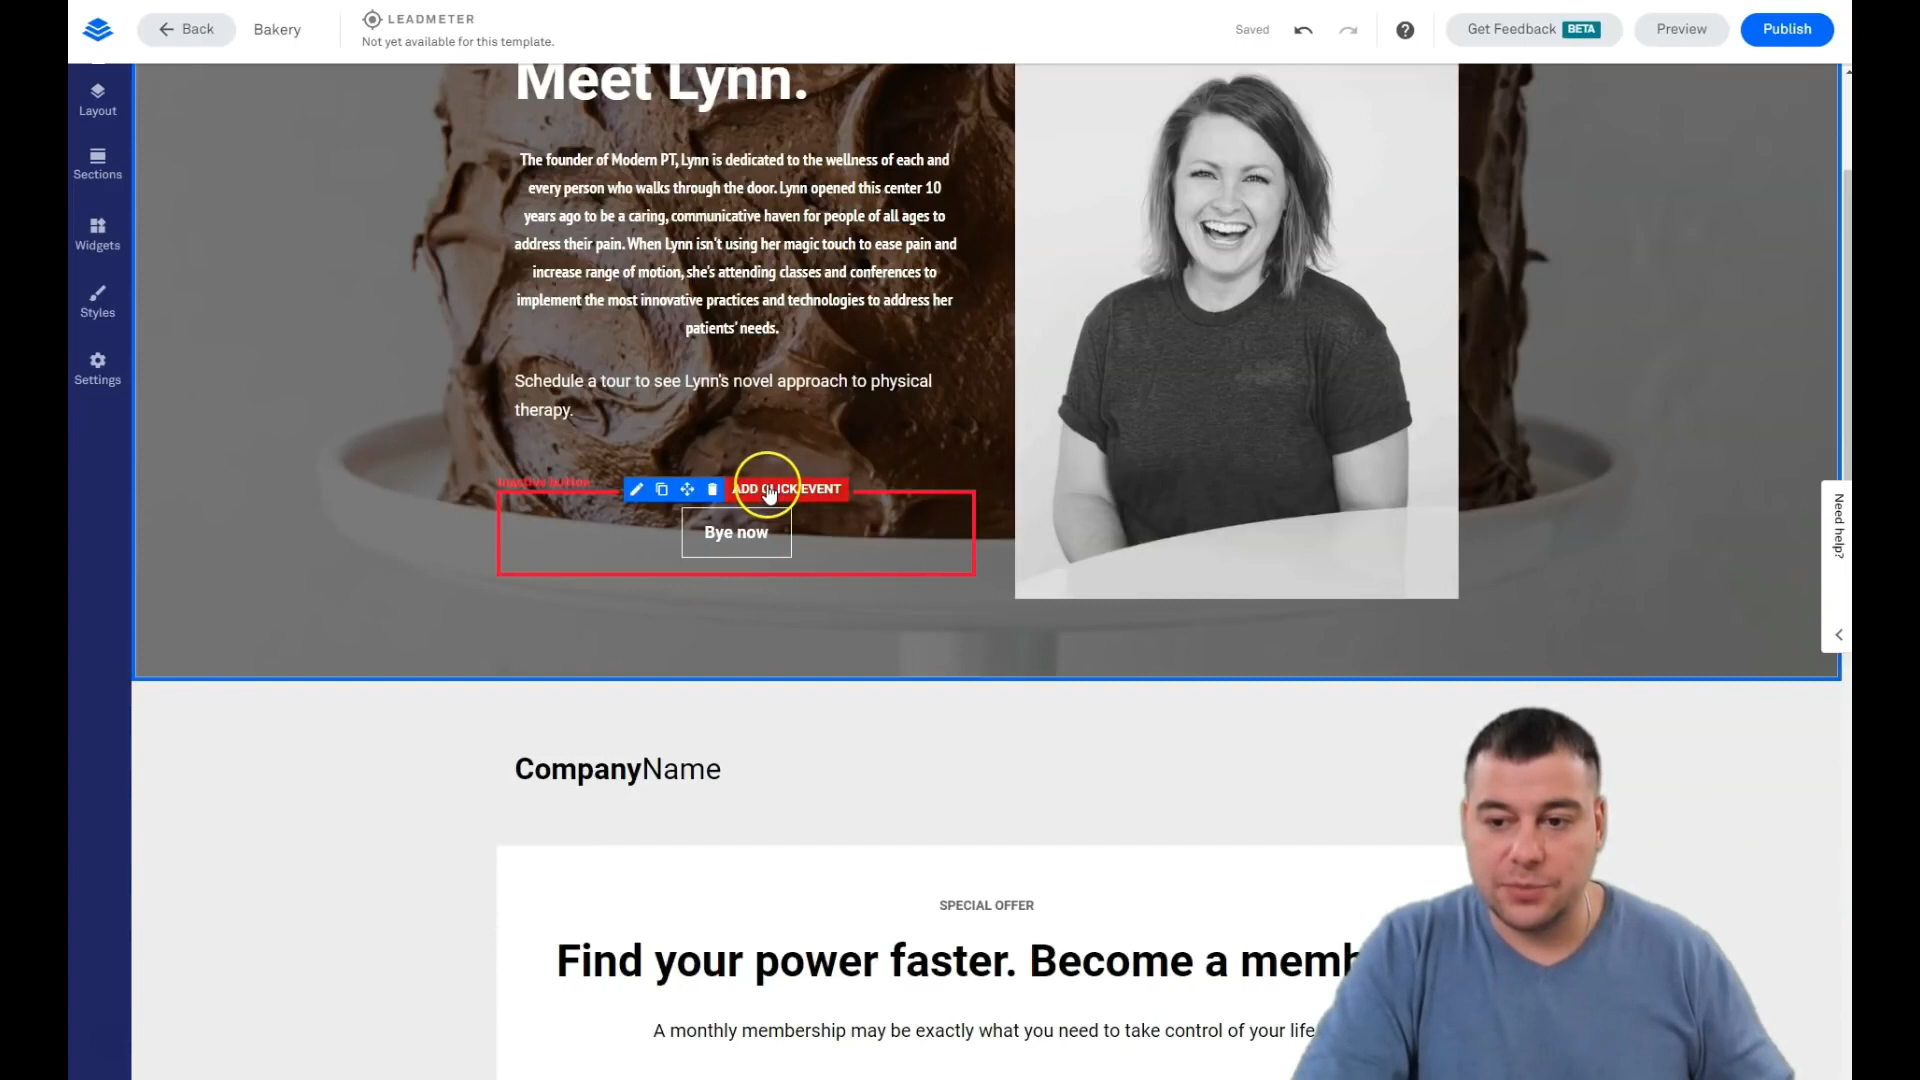 Back
Bakery
LEADMETER
Not yet available for this template.
Saved
Get Feedback BETA
Preview
Publish
Layout
Sections
Widgets
Styles
Settings
Meet Lynn.
The founder of Modern PT, Lynn is dedicated to the wellness of each and
every person who walks through the door. Lynn opened this center 10
years ago to be a caring, communicative haven for people of all ages to
address their pain. When Lynn isn't using her magic touch to ease pain and
increase range of motion, she's attending classes and conferences to
implement the most innovative practices and technologies to address her
patients' needs.
Schedule a tour to see Lynn's novel approach to physical
therapy.
Inactive button
ADD CLICK EVENT
Bye now
Need help?
CompanyName
SPECIAL OFFER
Find your power faster. Become a memb
A monthly membership may be exactly what you need to take control of your life